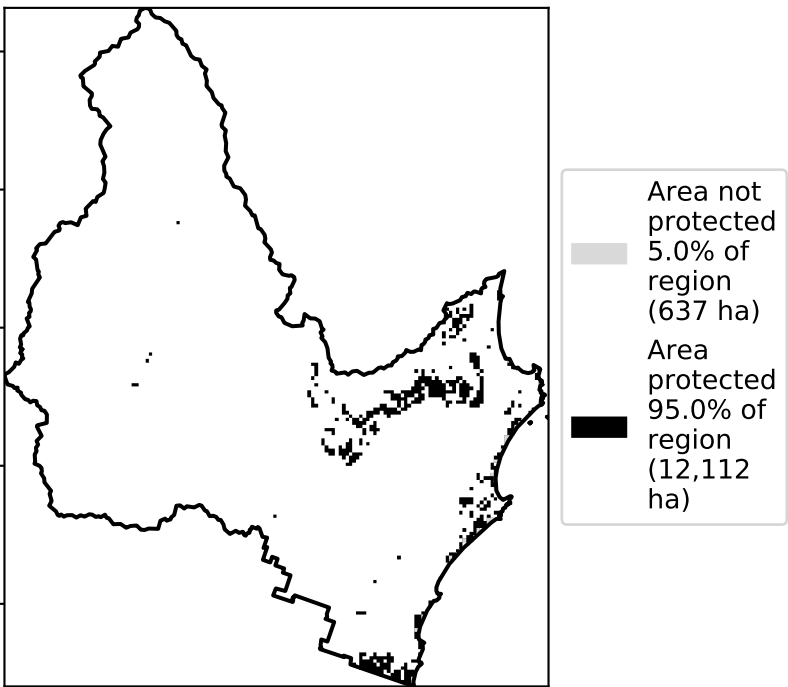 Area not
protected
5.0% of
region
(637 ha)
Area
protected
95.0% of
region
(12,112
ha)